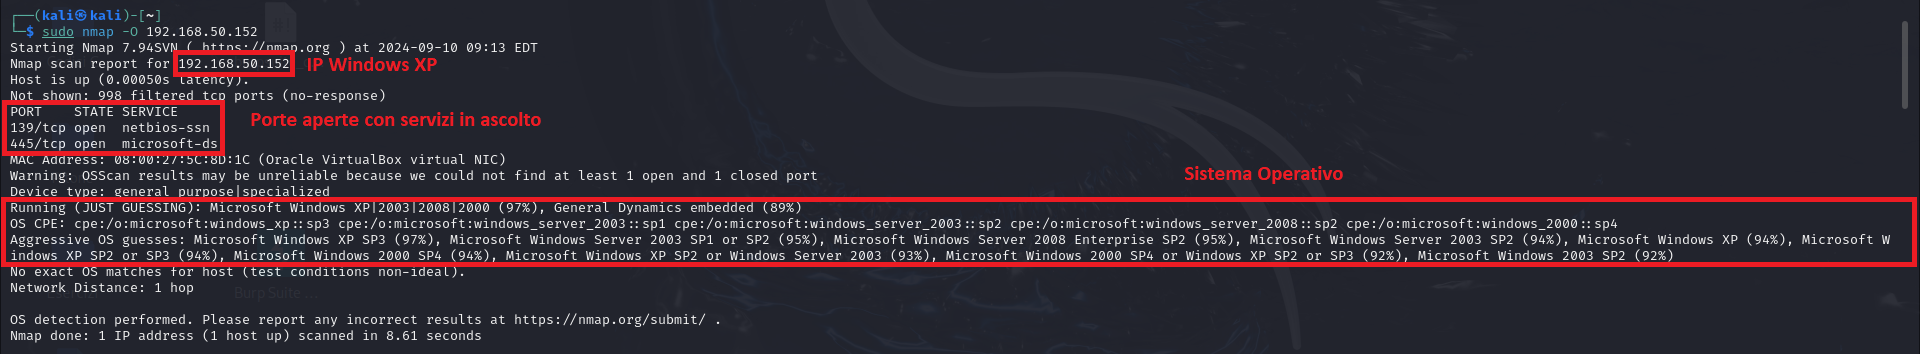 ┌──(kali㉿kali)-[~]
└─$ sudo nmap -O 192.168.50.152
Starting Nmap 7.94SVN ( https://nmap.org ) at 2024-09-10 09:13 EDT
Nmap scan report for 192.168.50.152 IP Windows XP
Host is up (0.00050s latency).
Not shown: 998 filtered tcp ports (no-response)
PORT    STATE SERVICE
139/tcp open  netbios-ssn Porte aperte con servizi in ascolto
445/tcp open  microsoft-ds
MAC Address: 08:00:27:5C:8D:1C (Oracle VirtualBox virtual NIC)
Warning: OSScan results may be unreliable because we could not find at least 1 open and 1 closed port
Sistema Operativo
Device type: general purpose|specialized
Running (JUST GUESSING): Microsoft Windows XP|2003|2008|2000 (97%), General Dynamics embedded (89%)
OS CPE: cpe:/o:microsoft:windows_xp::sp3 cpe:/o:microsoft:windows_server_2003::sp1 cpe:/o:microsoft:windows_server_2003::sp2 cpe:/o:microsoft:windows_server_2008::sp2 cpe:/o:microsoft:windows_2000::sp4
Aggressive OS guesses: Microsoft Windows XP SP3 (97%), Microsoft Windows Server 2003 SP1 or SP2 (95%), Microsoft Windows Server 2008 Enterprise SP2 (95%), Microsoft Windows Server 2003 SP2 (94%), Microsoft Windows XP (94%), Microsoft W
indows XP SP2 or SP3 (94%), Microsoft Windows 2000 SP4 (94%), Microsoft Windows XP SP2 or Windows Server 2003 (93%), Microsoft Windows 2000 SP4 or Windows XP SP2 or SP3 (92%), Microsoft Windows 2003 SP2 (92%)
No exact OS matches for host (test conditions non-ideal).
Network Distance: 1 hop
Burp Suite ...
OS detection performed. Please report any incorrect results at https://nmap.org/submit/ .
Nmap done: 1 IP address (1 host up) scanned in 8.61 seconds